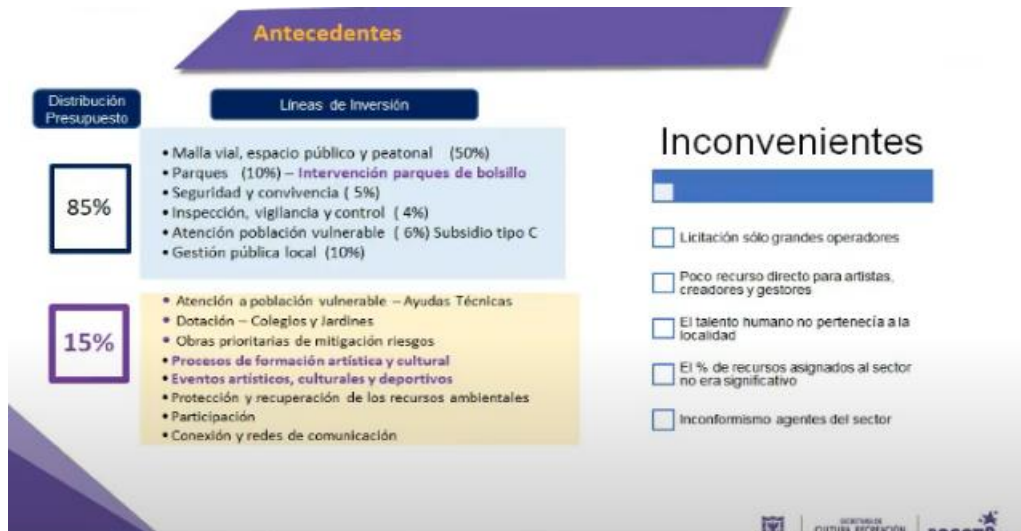 Antecedentes
Distribución
Presupuesto
Líneas de Inversión
85%
• Malla vial, espacio público y peatonal (50%)
• Parques (10%) – Intervención parques de bolsillo
• Seguridad y convivencia ( 5%)
• Inspección, vigilancia y control ( 4%)
• Atención población vulnerable ( 6%) Subsidio tipo C
• Gestión pública local (10%)
15%
• Atención a población vulnerable – Ayudas Técnicas
• Dotación – Colegios y Jardines
• Obras prioritarias de mitigación riesgos
• Procesos de formación artística y cultural
• Eventos artísticos, culturales y deportivos
• Protección y recuperación de los recursos ambientales
• Participación
• Conexión y redes de comunicación
Inconvenientes
Licitación sólo grandes operadores
Poco recurso directo para artistas,
creadores y gestores
El talento humano no pertenecía a la
localidad
El % de recursos asignados al sector
no era significativo
Inconformismo agentes del sector